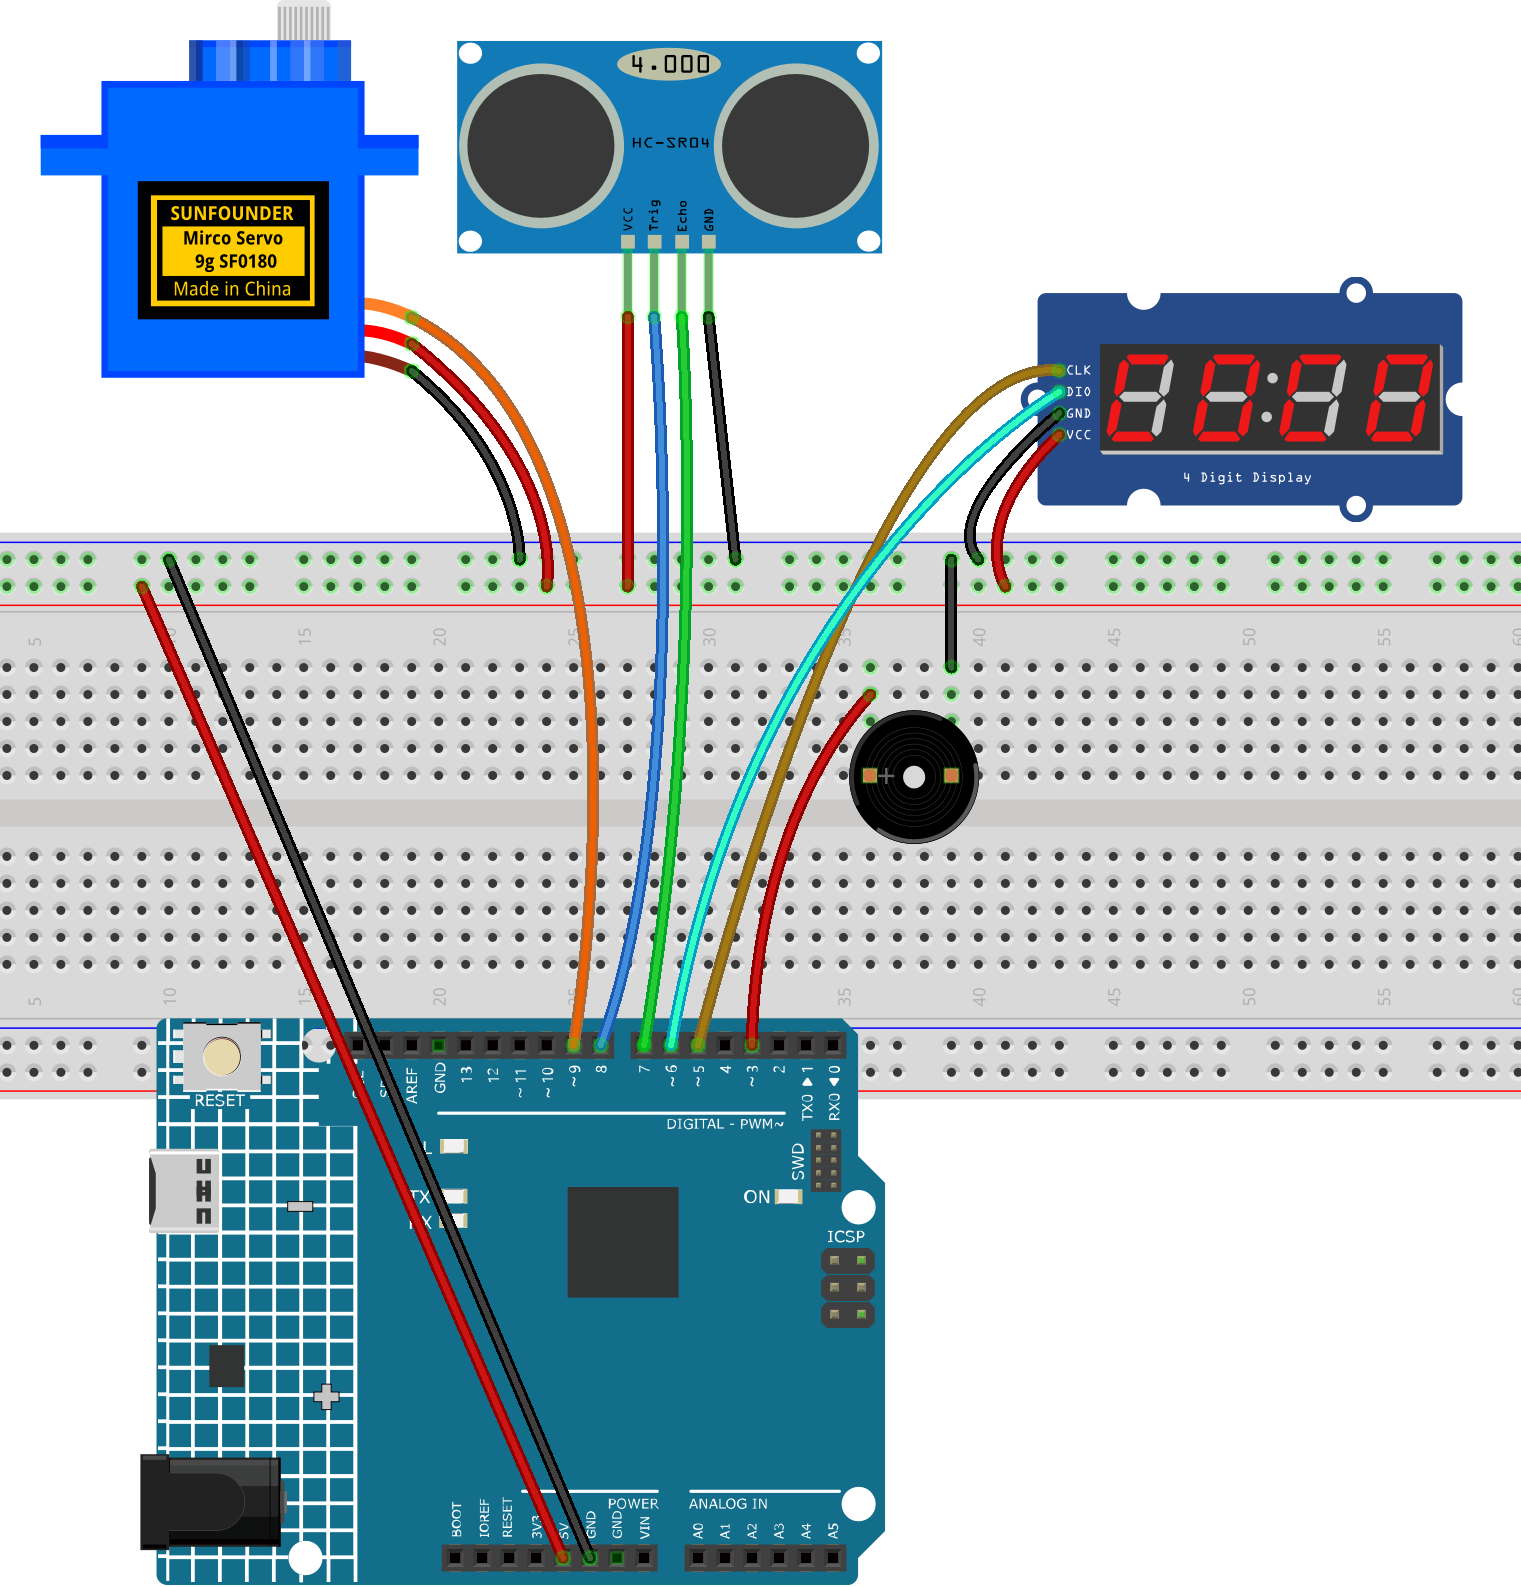 4.000
HC-SR04
VCC
Trig
Echo
GND
SUNFOUNDER
Mirco Servo
9g SF0180
Made in China
CLK
DIO
GND
VCC
4 Digit Display
5
10
15
20
25
30
35
40
45
50
55
60
5
10
15
20
25
35
40
45
50
55
60
AREF
GND
13
12
~11
~10
~9
8
7
~6
~5
4
~3
2
TX0 ▶ 1
RX0 ◀ 0
RESET
DIGITAL - PWM~
L
TX
RX
SWD
ON
ICSP
BOOT
IOREF
RESET
3V3
5V
GND
GND
VIN
POWER
ANALOG IN
A0
A1
A2
A3
A4
A5